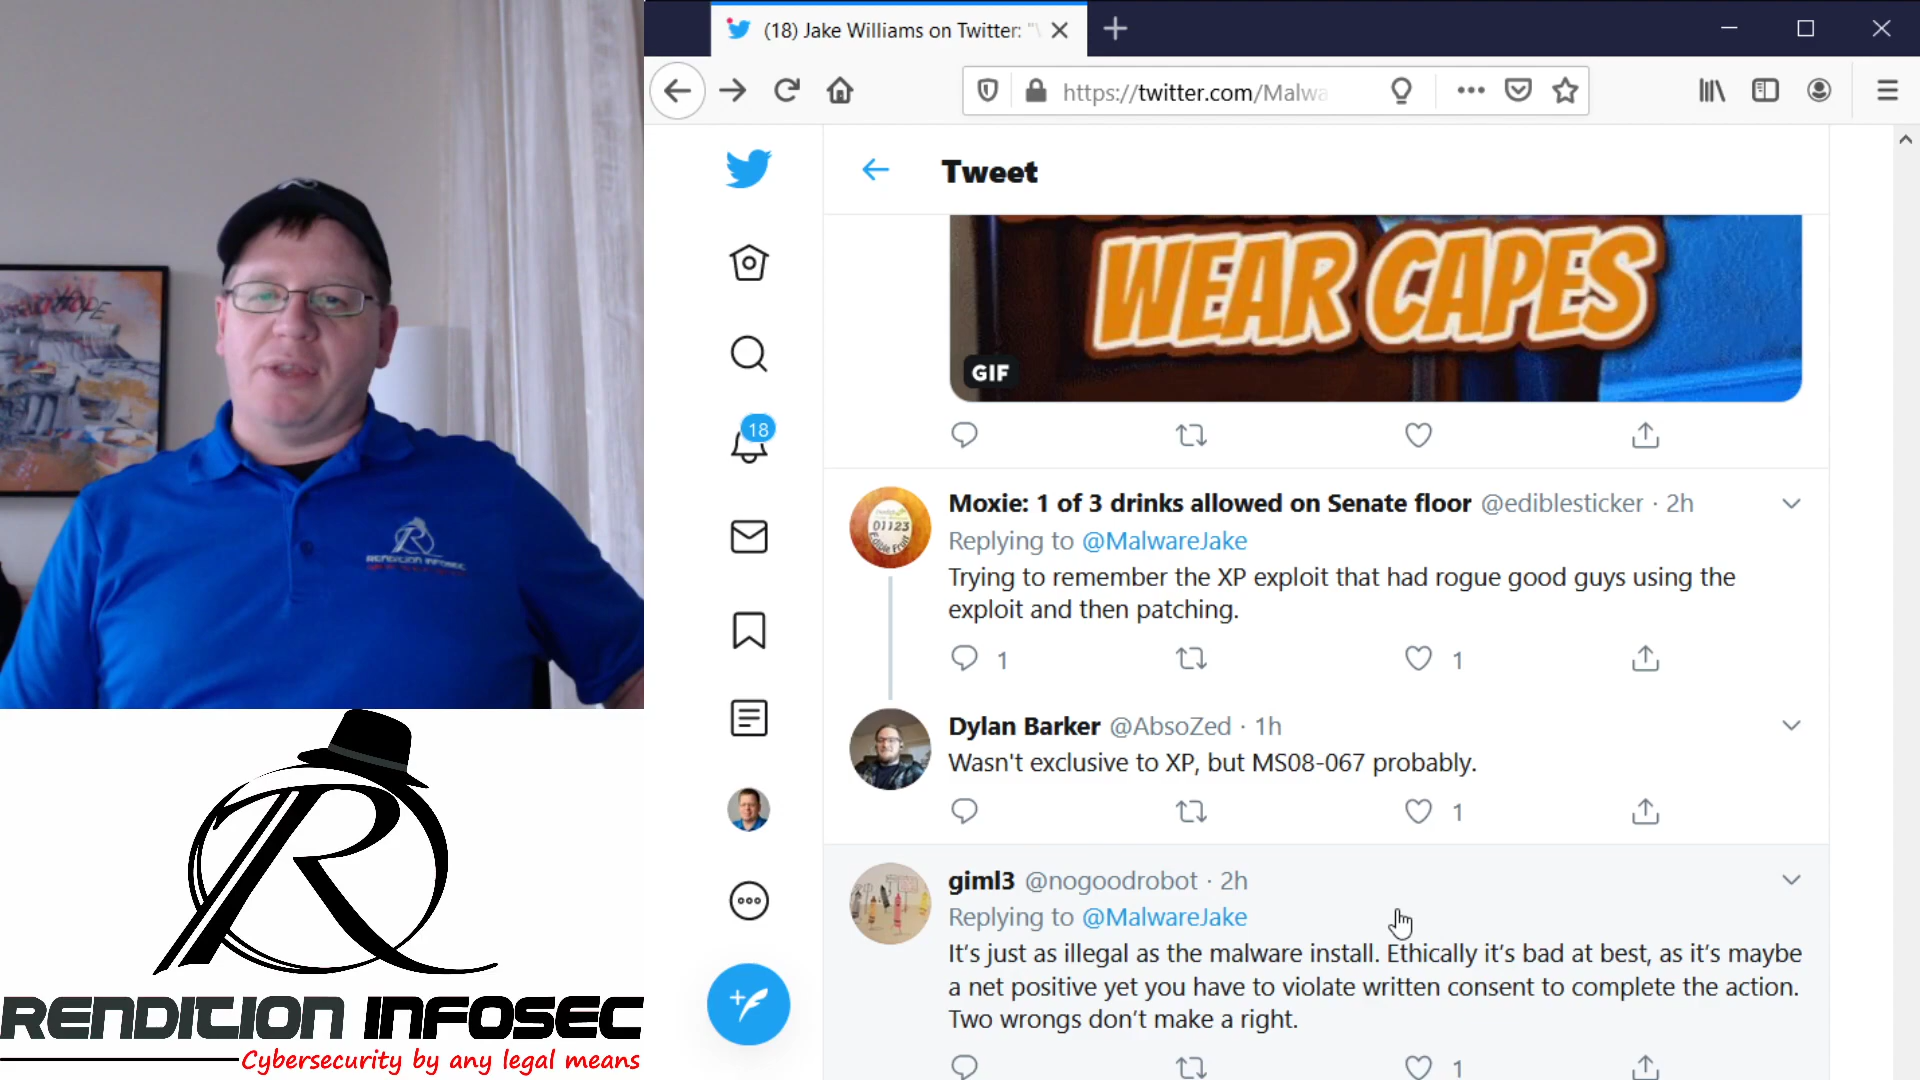 (18) Jake Williams on Twitter: "
https://twitter.com/Malwa
Tweet
WEAR CAPES
GIF
18
Moxie: 1 of 3 drinks allowed on Senate floor @ediblesticker · 2h
Replying to @MalwareJake
Trying to remember the XP exploit that had rogue good guys using the
exploit and then patching.
1
1
Dylan Barker @AbsoZed · 1h
Wasn't exclusive to XP, but MS08-067 probably.
1
giml3 @nogoodrobot · 2h
Replying to @MalwareJake
It's just as illegal as the malware install. Ethically it's bad at best, as it's maybe
a net positive yet you have to violate written consent to complete the action.
Two wrongs don't make a right.
1
01123
RENDITION INFOSEC
R
RENDITION INFOSEC
Cybersecurity by any legal means